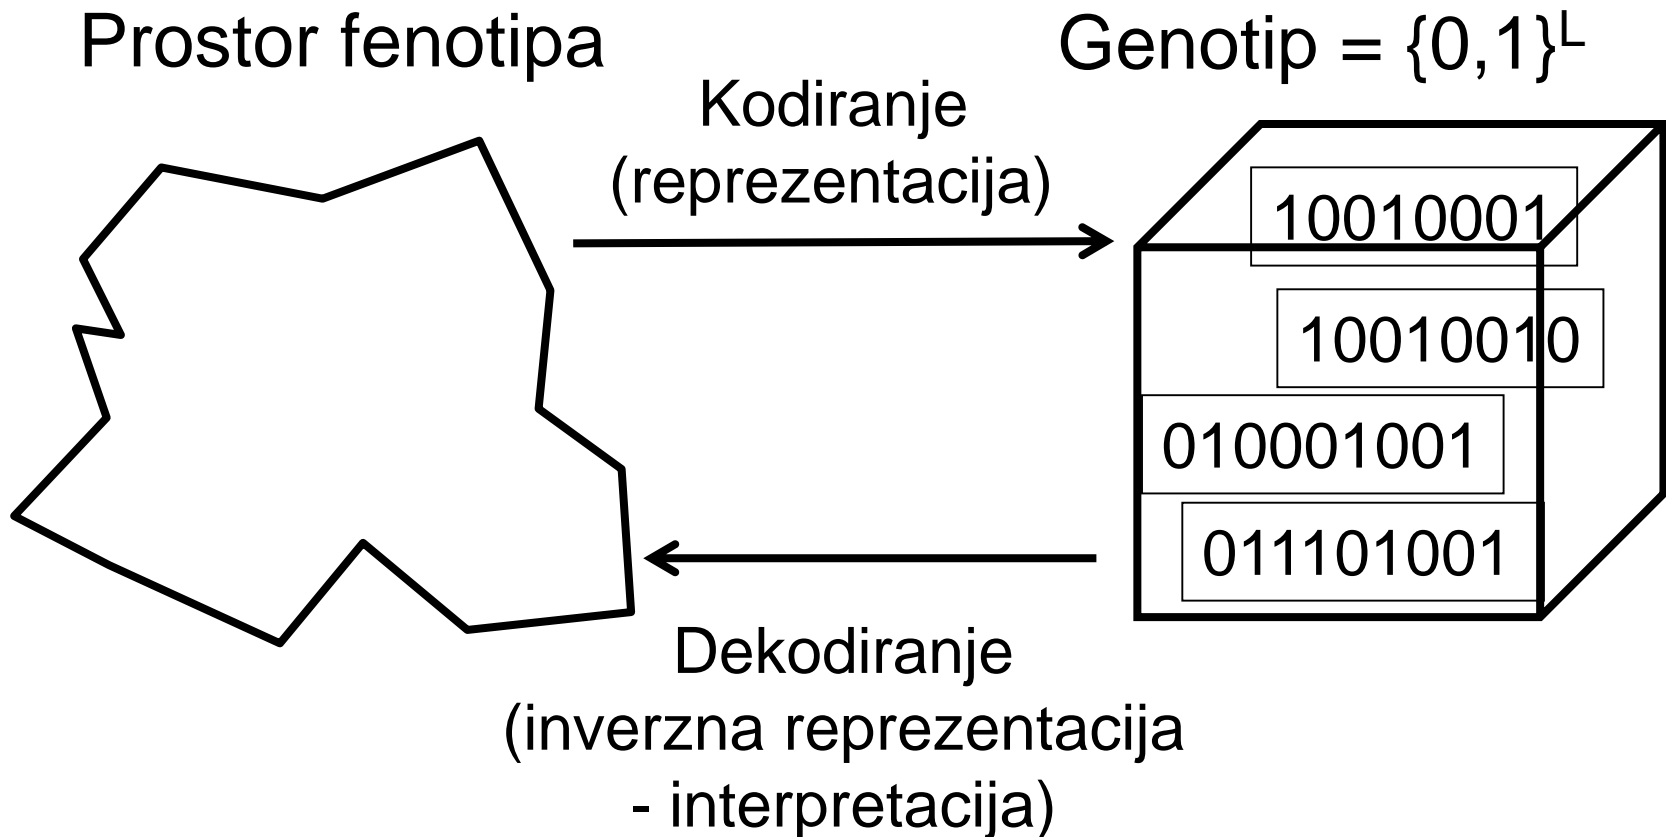 Prostor fenotipa
Genotip = {0,1}ᴸ
Kodiranje
(reprezentacija)
10010001
10010010
010001001
011101001
Dekodiranje
(inverzna reprezentacija
- interpretacija)